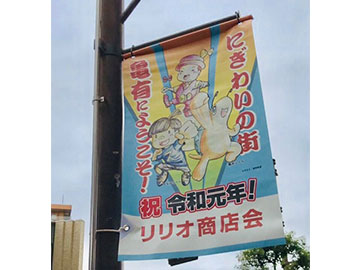 にぎわいの街
亀有にようこそ!
祝 令和元年!
リリオ商店会